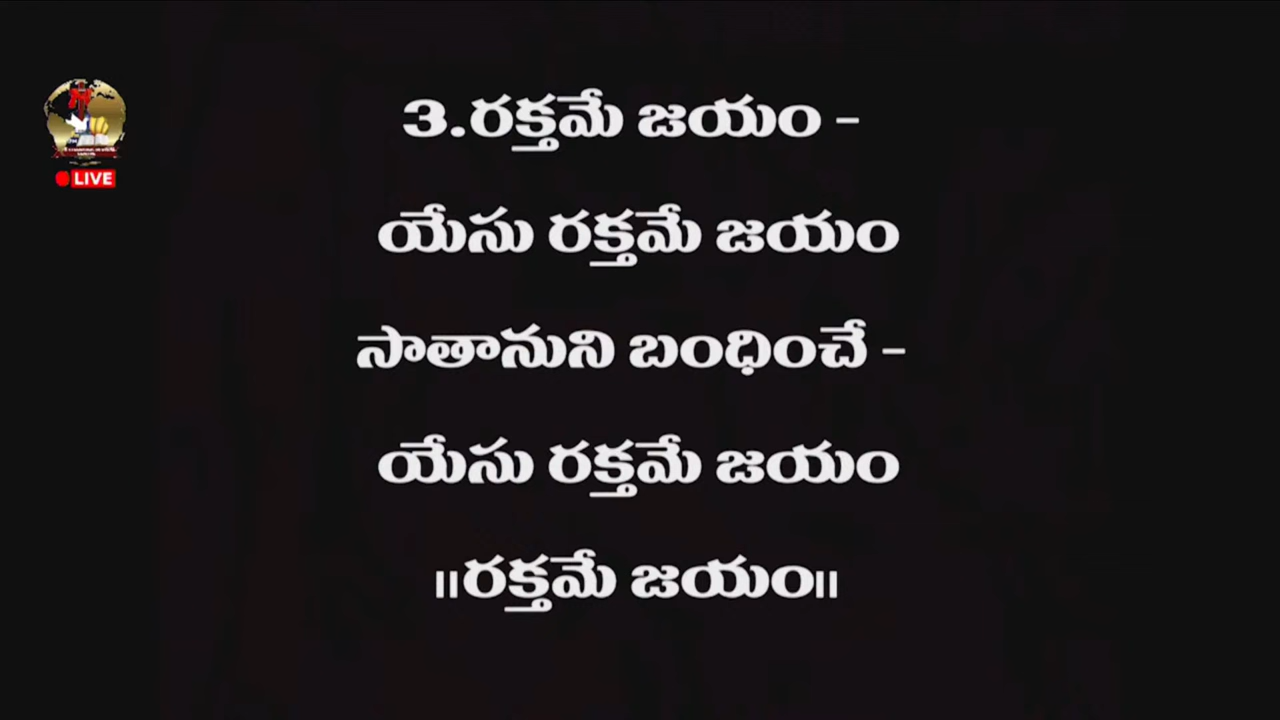 LIVE
3.రక్తమే జయం -
యేసు రక్తమే జయం
సాతానుని బంధించే -
యేసు రక్తమే జయం
॥రక్తమే జయం॥